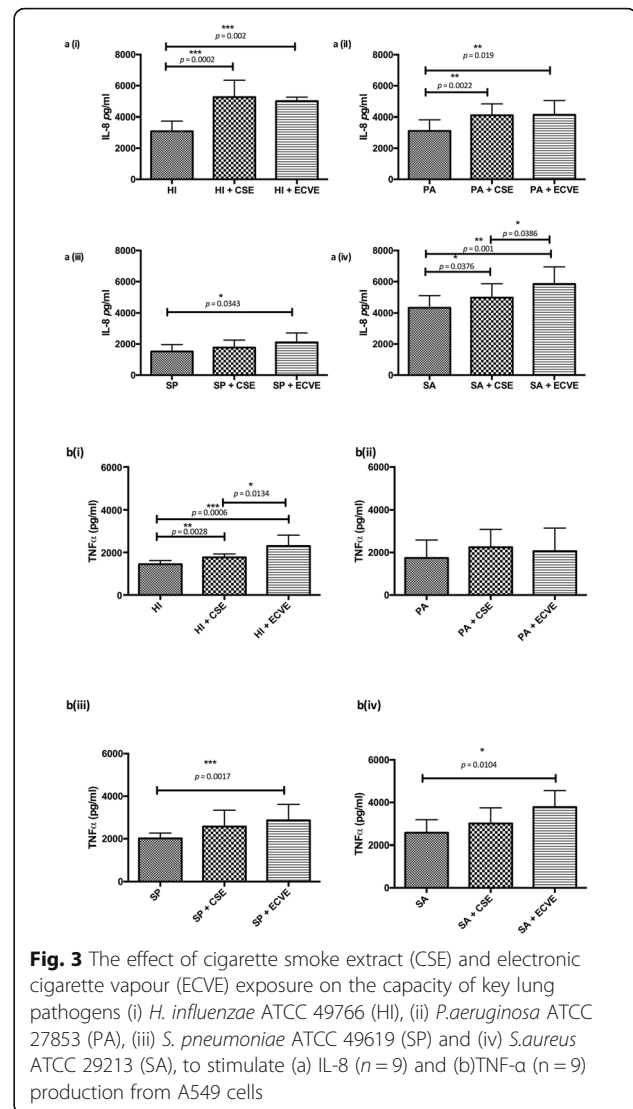 a (i)
***
p = 0.002
***
p = 0.0002
8000
6000
4000
2000
0
IL-8 pg/ml
HI
HI + CSE
HI + ECVE
a (ii)
**
p = 0.019
**
p = 0.0022
8000
6000
4000
2000
0
IL-8 pg/ml
PA
PA + CSE
PA + ECVE
a (iii)
*
p = 0.0343
8000
6000
4000
2000
0
IL-8 pg/ml
SP
SP + CSE
SP + ECVE
a (iv)
*
p = 0.0386
**
p = 0.001
*
p = 0.0376
8000
6000
4000
2000
0
IL-8 pg/ml
SA
SA + CSE
SA + ECVE
b(i)
*
p = 0.0134
***
p = 0.0006
**
p = 0.0028
6000
4000
2000
0
TNFα (pg/ml)
HI
HI + CSE
HI + ECVE
b(ii)
6000
4000
2000
0
TNFα (pg/ml)
PA
PA + CSE
PA + ECVE
b(iii)
***
p = 0.0017
6000
4000
2000
0
TNFα (pg/ml)
SP
SP + CSE
SP + ECVE
b(iv)
*
p = 0.0104
6000
4000
2000
0
TNFα (pg/ml)
SA
SA + CSE
SA + ECVE
Fig. 3 The effect of cigarette smoke extract (CSE) and electronic
cigarette vapour (ECVE) exposure on the capacity of key lung
pathogens (i) H. influenzae ATCC 49766 (HI), (ii) P.aeruginosa ATCC
27853 (PA), (iii) S. pneumoniae ATCC 49619 (SP) and (iv) S.aureus
ATCC 29213 (SA), to stimulate (a) IL-8 (n = 9) and (b)TNF-α (n = 9)
production from A549 cells